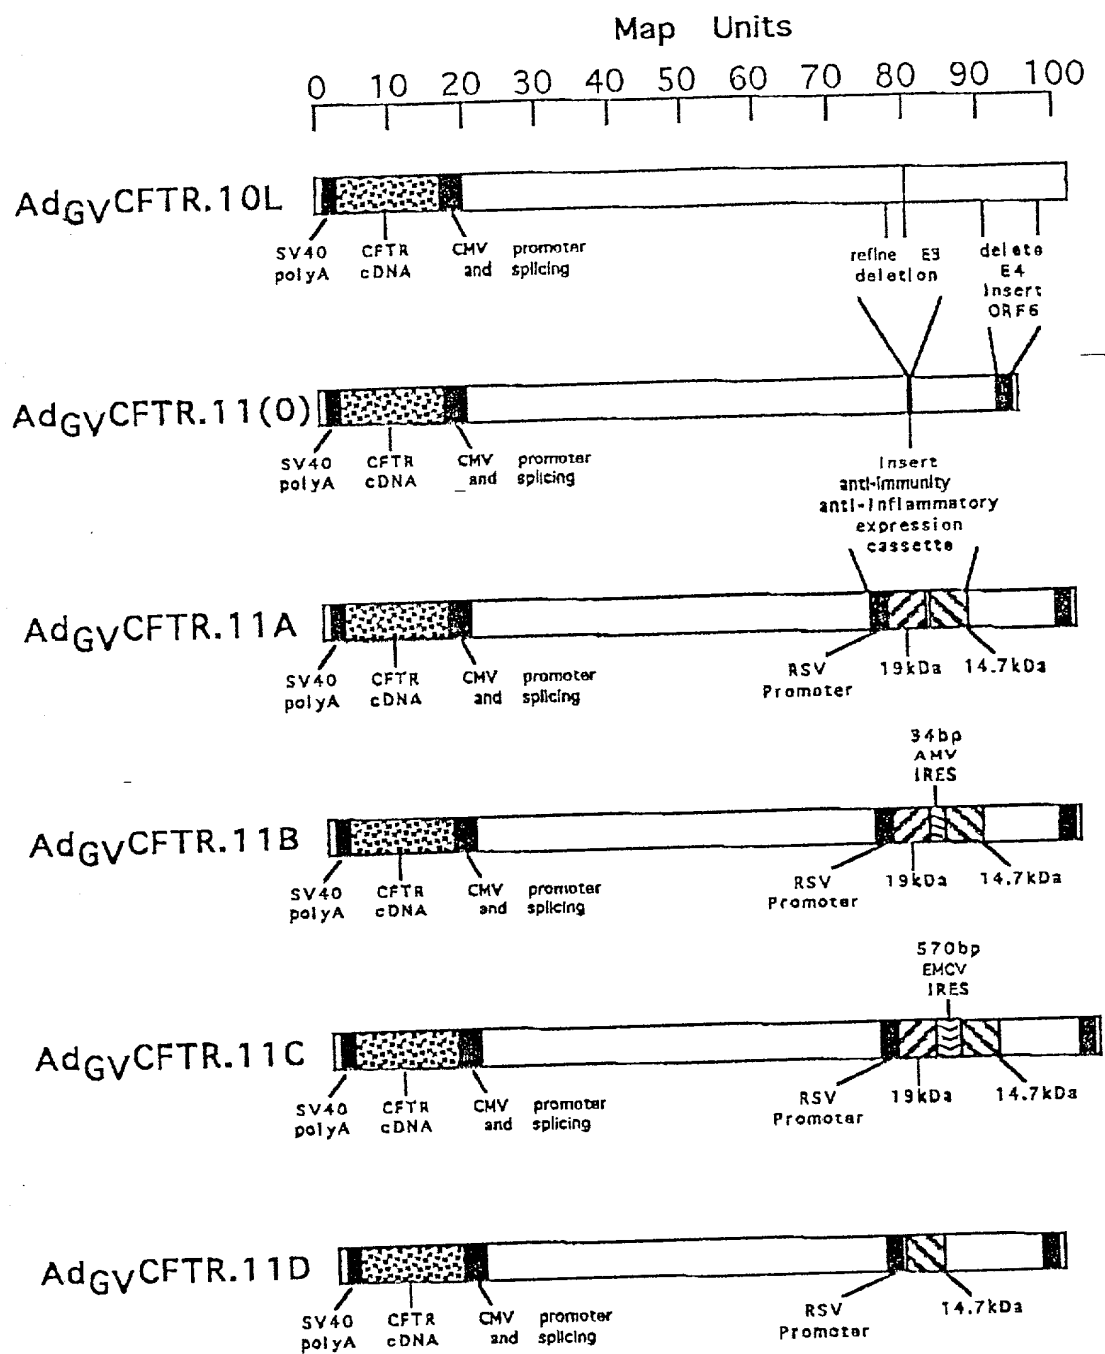 Map Units
0 10 20 30 40 50 60 70 80 90 100
AdGVCFTR.10L
SV40 CFTR CMV promoter
polyA cDNA and splicing
refine E3
deletion
delete
E4
insert
ORF6
AdGVCFTR.11(0)
SV40 CFTR CMV promoter
polyA cDNA and splicing
insert
anti-immunity
anti-inflammatory
expression
cassette
AdGVCFTR.11A
SV40 CFTR CMV promoter
polyA cDNA and splicing
RSV
Promoter
19kDa
14.7kDa
34bp
AMV
IRES
AdGVCFTR.11B
SV40 CFTR CMV promoter
polyA cDNA and splicing
RSV
Promoter
19kDa
14.7kDa
570bp
EMCV
IRES
AdGVCFTR.11C
SV40 CFTR CMV promoter
polyA cDNA and splicing
RSV
Promoter
19kDa
14.7kDa
AdGVCFTR.11D
SV40 CFTR CMV promoter
polyA cDNA and splicing
RSV
Promoter
14.7kDa